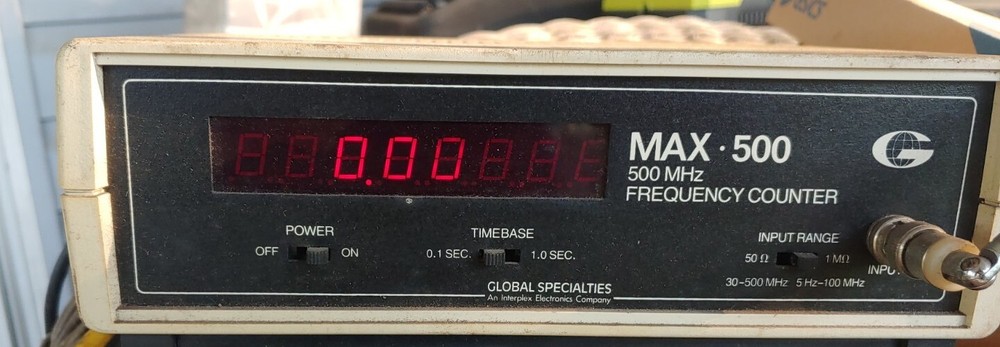 0.00
MAX·500
500 MHz
FREQUENCY COUNTER
G
POWER
OFF ON
TIMEBASE
0.1 SEC. 1.0 SEC.
INPUT RANGE
50 Ω 1 MΩ
30–500 MHz 5 Hz–100 MHz
INPU
GLOBAL SPECIALTIES
An Interplex Electronics Company